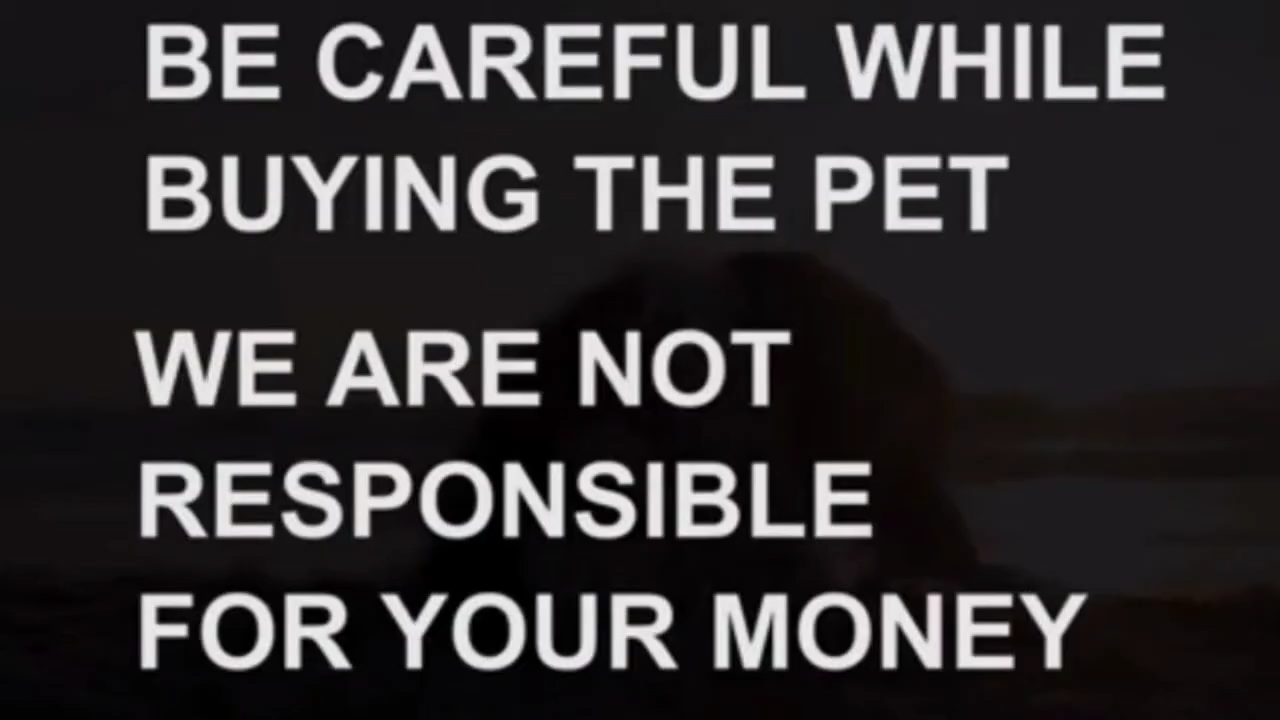 BE CAREFUL WHILE
BUYING THE PET
WE ARE NOT
RESPONSIBLE
FOR YOUR MONEY